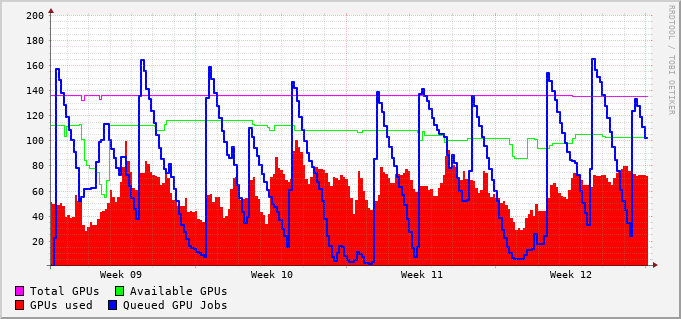 200
180
160
140
120
100
80
60
40
20
Week 09 Week 10 Week 11 Week 12
Total GPUs Available GPUs
GPUs used Queued GPU Jobs
RRDTOOL / TOBI OETIKER